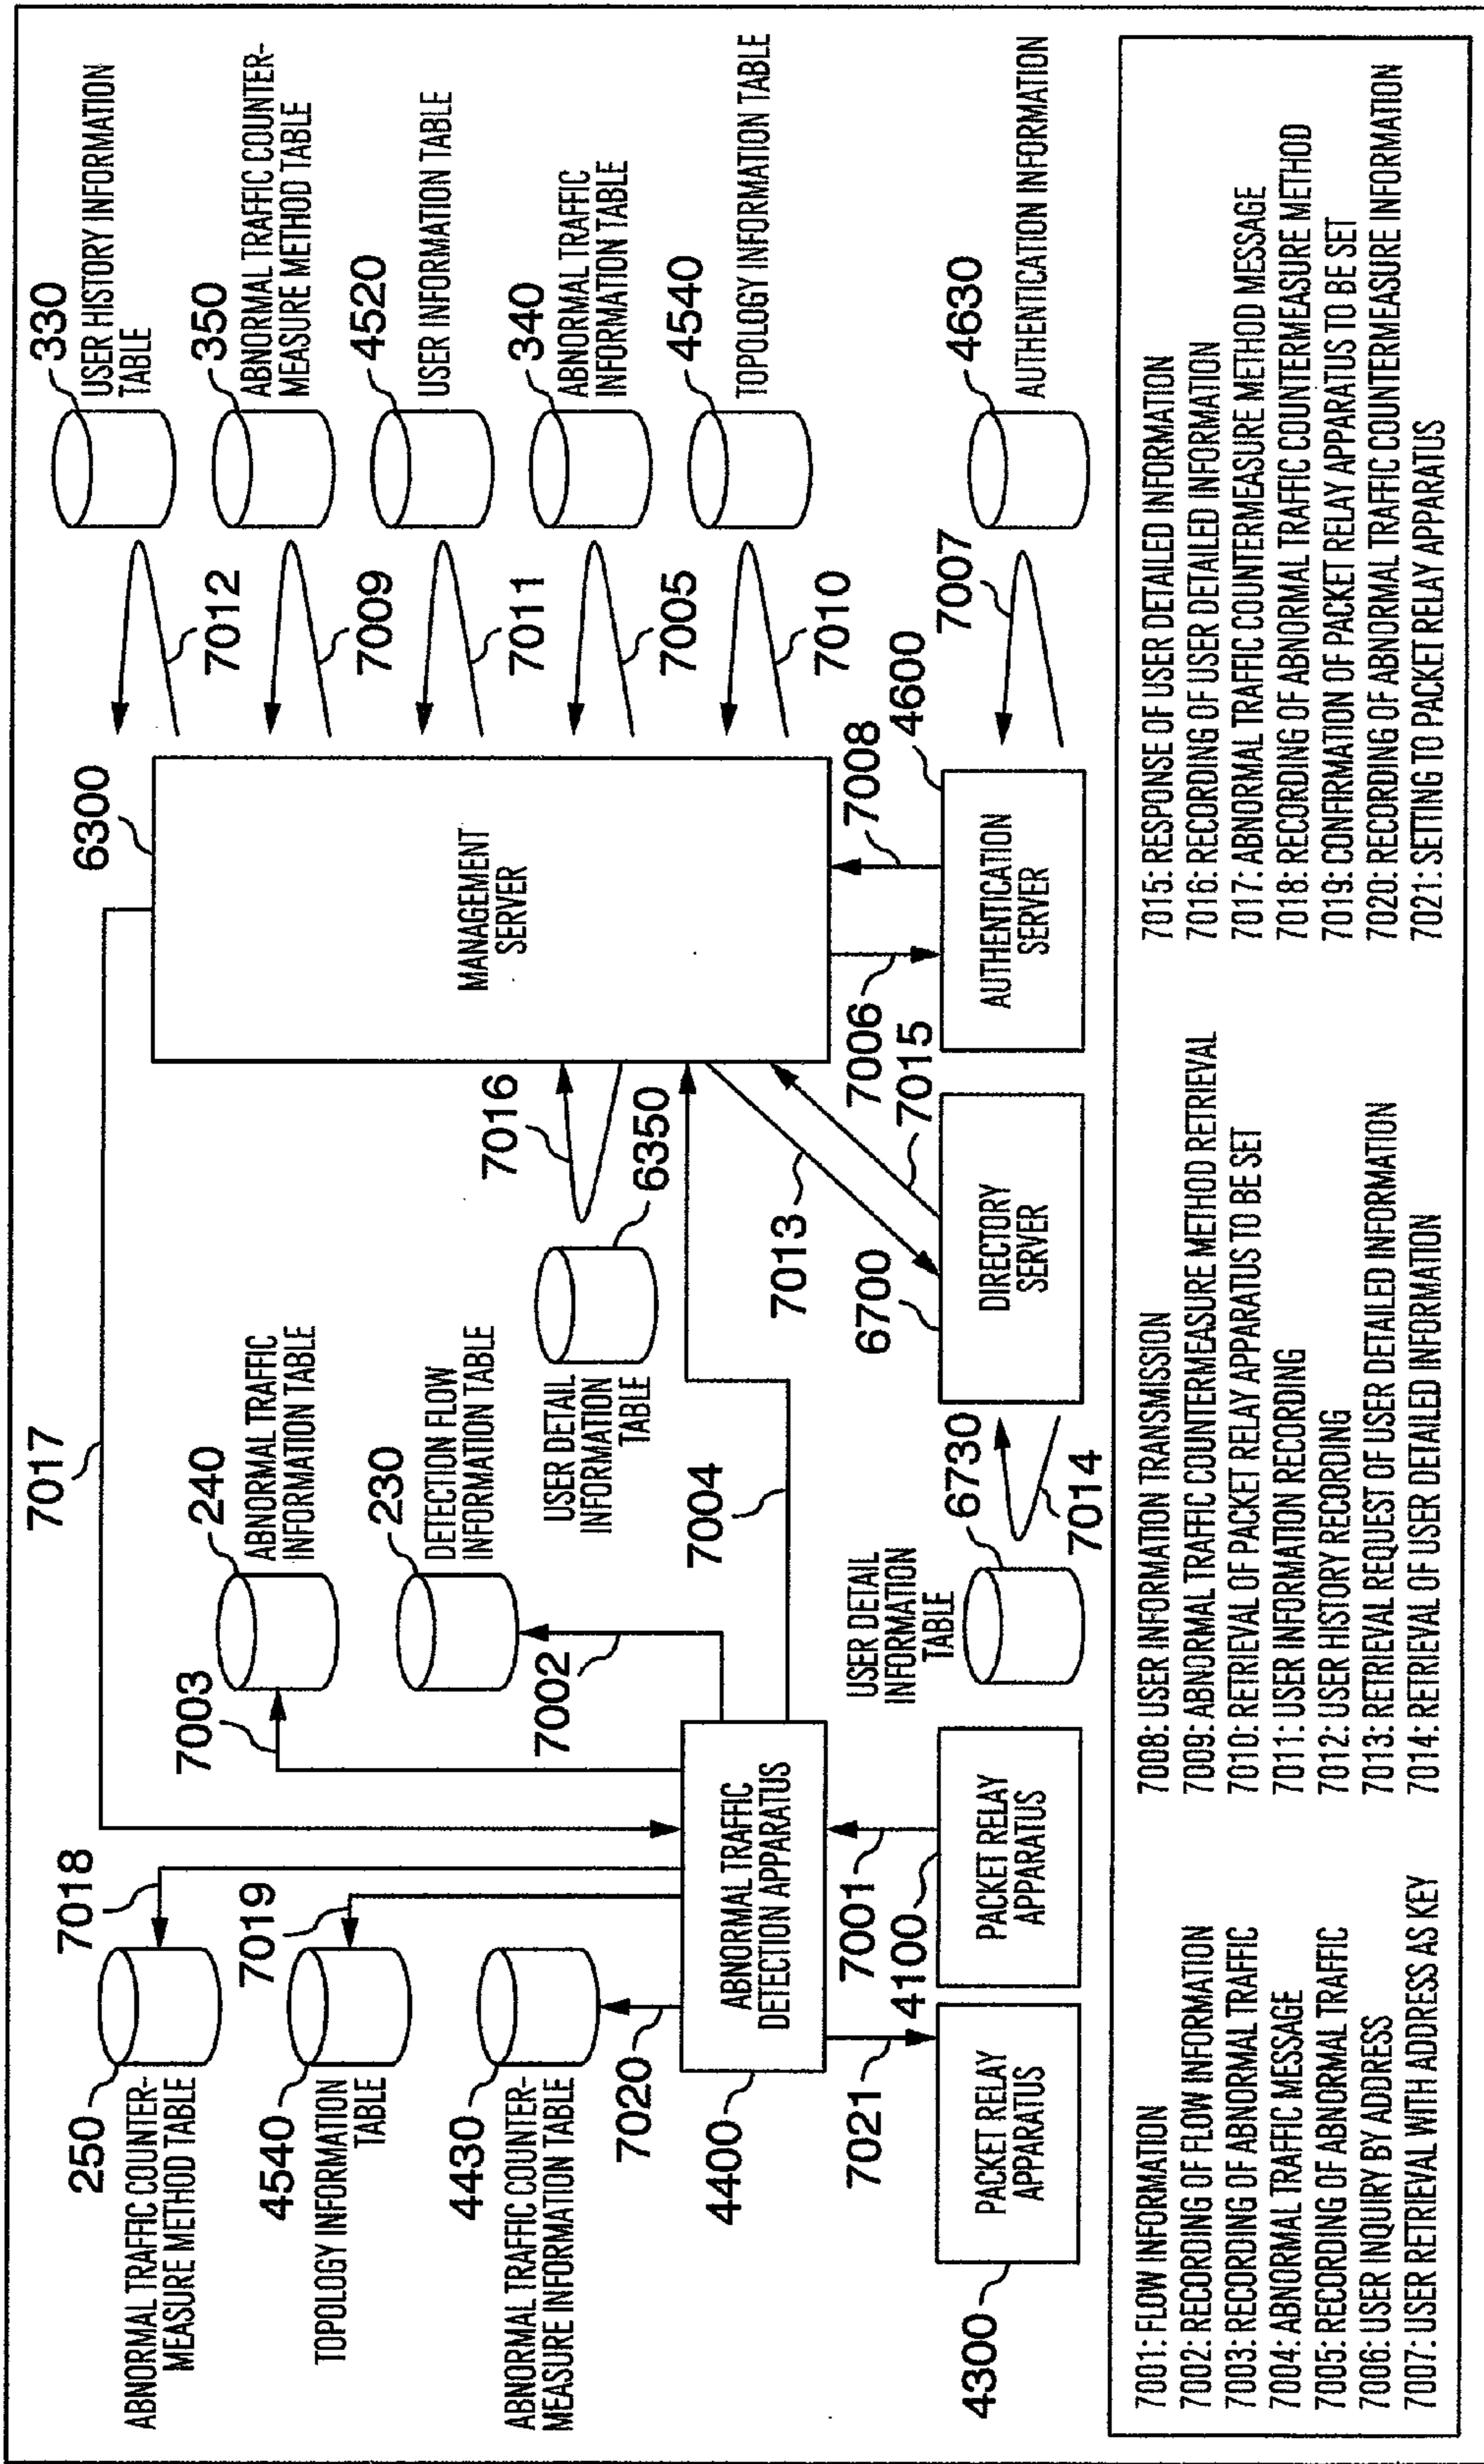 7017
7018
250
ABNORMAL TRAFFIC COUNTER-
MEASURE METHOD TABLE
7019
4540
TOPOLOGY INFORMATION
TABLE
4430
ABNORMAL TRAFFIC COUNTER-
MEASURE INFORMATION TABLE
7020
7003
240
ABNORMAL TRAFFIC
INFORMATION TABLE
230
DETECTION FLOW
INFORMATION TABLE
7002
4400
ABNORMAL TRAFFIC
DETECTION APPARATUS
7004
7021
7001
4300
PACKET RELAY
APPARATUS
4100
PACKET RELAY
APPARATUS
USER DETAIL
INFORMATION
TABLE
6350
7016
USER DETAIL
INFORMATION
TABLE
6730
7014
6700
DIRECTORY
SERVER
7013
7015
6300
MANAGEMENT
SERVER
7006
7008
4600
AUTHENTICATION
SERVER
7007
4630
AUTHENTICATION INFORMATION
7012
330
USER HISTORY INFORMATION
TABLE
7009
350
ABNORMAL TRAFFIC COUNTER-
MEASURE METHOD TABLE
7011
4520
USER INFORMATION TABLE
7005
340
ABNORMAL TRAFFIC
INFORMATION TABLE
7010
4540
TOPOLOGY INFORMATION TABLE
7001: FLOW INFORMATION
7002: RECORDING OF FLOW INFORMATION
7003: RECORDING OF ABNORMAL TRAFFIC
7004: ABNORMAL TRAFFIC MESSAGE
7005: RECORDING OF ABNORMAL TRAFFIC
7006: USER INQUIRY BY ADDRESS
7007: USER RETRIEVAL WITH ADDRESS AS KEY
7008: USER INFORMATION TRANSMISSION
7009: ABNORMAL TRAFFIC COUNTERMEASURE METHOD RETRIEVAL
7010: RETRIEVAL OF PACKET RELAY APPARATUS TO BE SET
7011: USER INFORMATION RECORDING
7012: USER HISTORY RECORDING
7013: RETRIEVAL REQUEST OF USER DETAILED INFORMATION
7014: RETRIEVAL OF USER DETAILED INFORMATION
7015: RESPONSE OF USER DETAILED INFORMATION
7016: RECORDING OF USER DETAILED INFORMATION
7017: ABNORMAL TRAFFIC COUNTERMEASURE METHOD MESSAGE
7018: RECORDING OF ABNORMAL TRAFFIC COUNTERMEASURE METHOD
7019: CONFIRMATION OF PACKET RELAY APPARATUS TO BE SET
7020: RECORDING OF ABNORMAL TRAFFIC COUNTERMEASURE INFORMATION
7021: SETTING TO PACKET RELAY APPARATUS